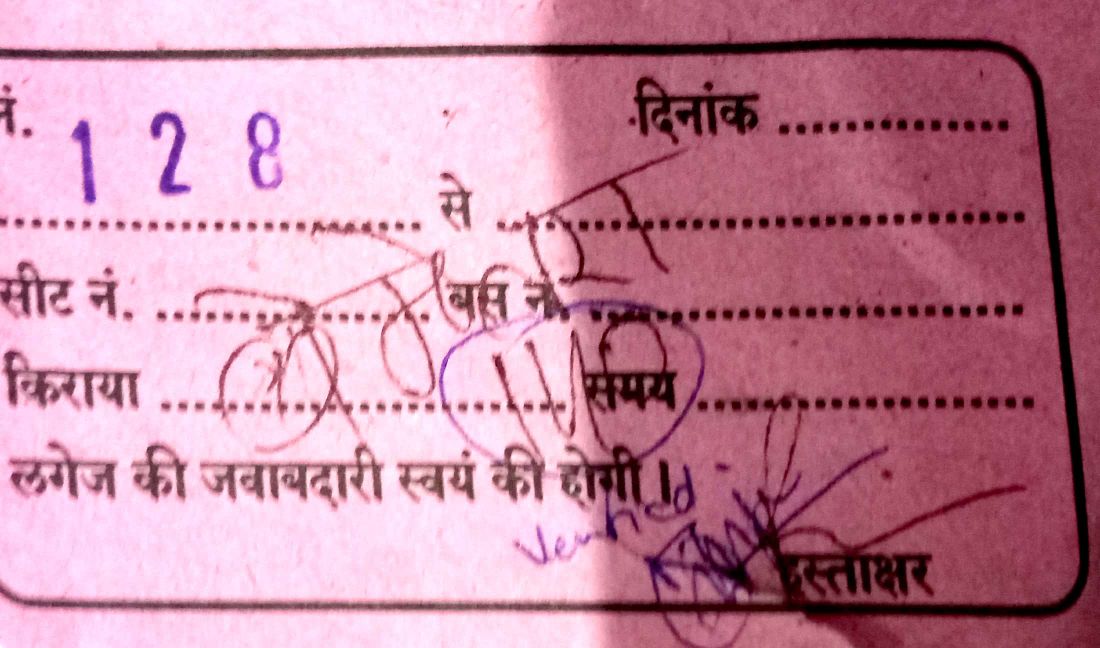 नं. 128 दिनांक
से
सीट नं. बस नं.
किराया समय
लगेज की जवाबदारी स्वयं की होगी।
Verified
हस्ताक्षर